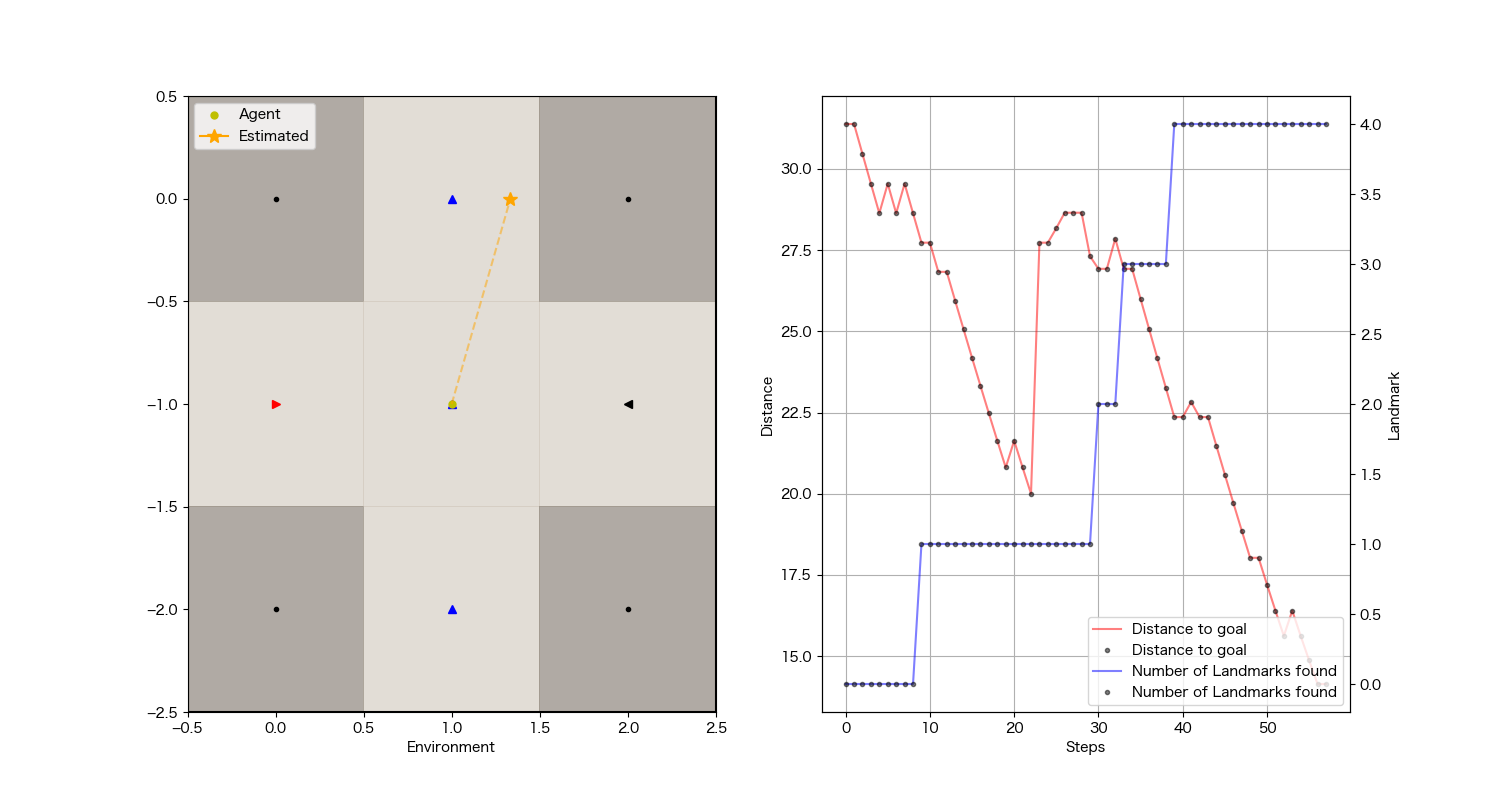 0.5
0.0
−0.5
−1.0
−1.5
−2.0
−2.5
Agent
Estimated
−0.5 0.0 0.5 1.0 1.5 2.0 2.5
Environment
Distance
30.0
27.5
25.0
22.5
20.0
17.5
15.0
Distance to goal
Distance to goal
Number of Landmarks found
Number of Landmarks found
0 10 20 30 40 50
Steps
4.0
3.5
3.0
2.5
2.0
1.5
1.0
0.5
0.0
Landmark